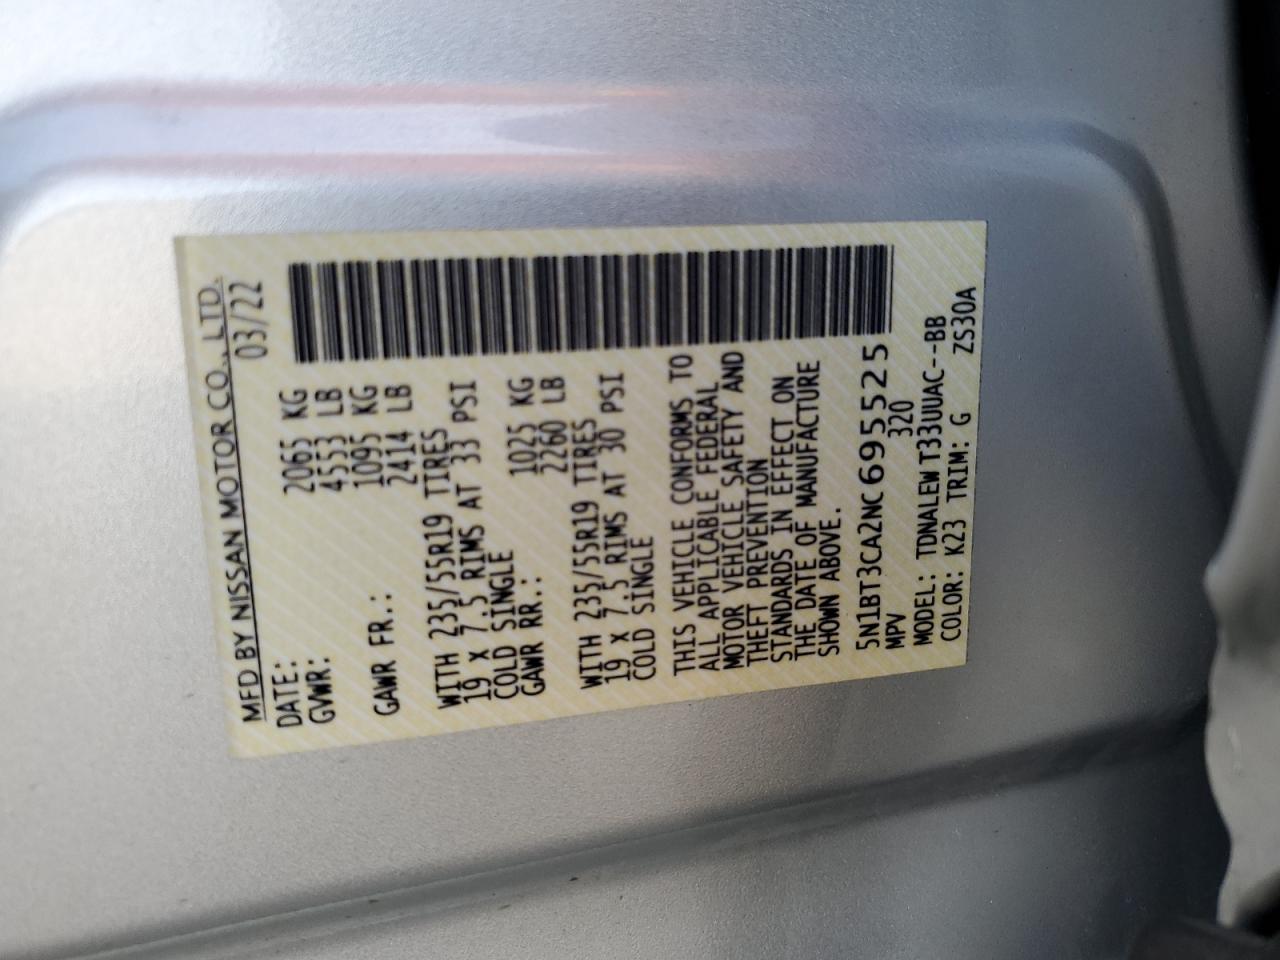 MFD BY NISSAN MOTOR CO., LTD.
DATE: 03/22
GVWR: 2065 KG
4553 LB
GAWR FR.: 1095 KG
2414 LB
WITH 235/55R19 TIRES
19 x 7.5 RIMS AT 33 PSI
COLD SINGLE
GAWR RR.: 1025 KG
2260 LB
WITH 235/55R19 TIRES
19 x 7.5 RIMS AT 30 PSI
COLD SINGLE
THIS VEHICLE CONFORMS TO
ALL APPLICABLE FEDERAL
MOTOR VEHICLE SAFETY AND
THEFT PREVENTION
STANDARDS IN EFFECT ON
THE DATE OF MANUFACTURE
SHOWN ABOVE.
5N1BT3CA2NC695525
MPV 320
MODEL: TDNALEW T33UUAC--BB
COLOR: K23 TRIM: G ZS30A